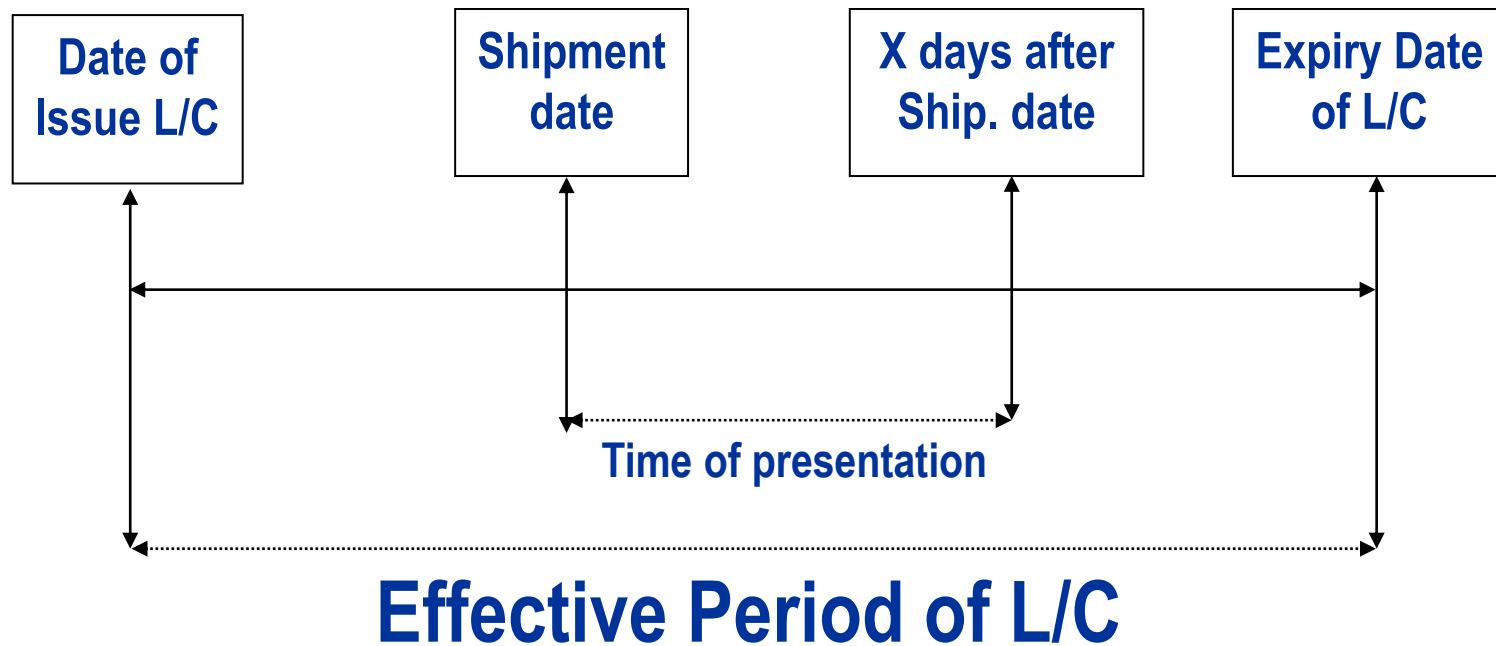 Date of
Issue L/C
Shipment
date
X days after
Ship. date
Expiry Date
of L/C
Time of presentation
Effective Period of L/C